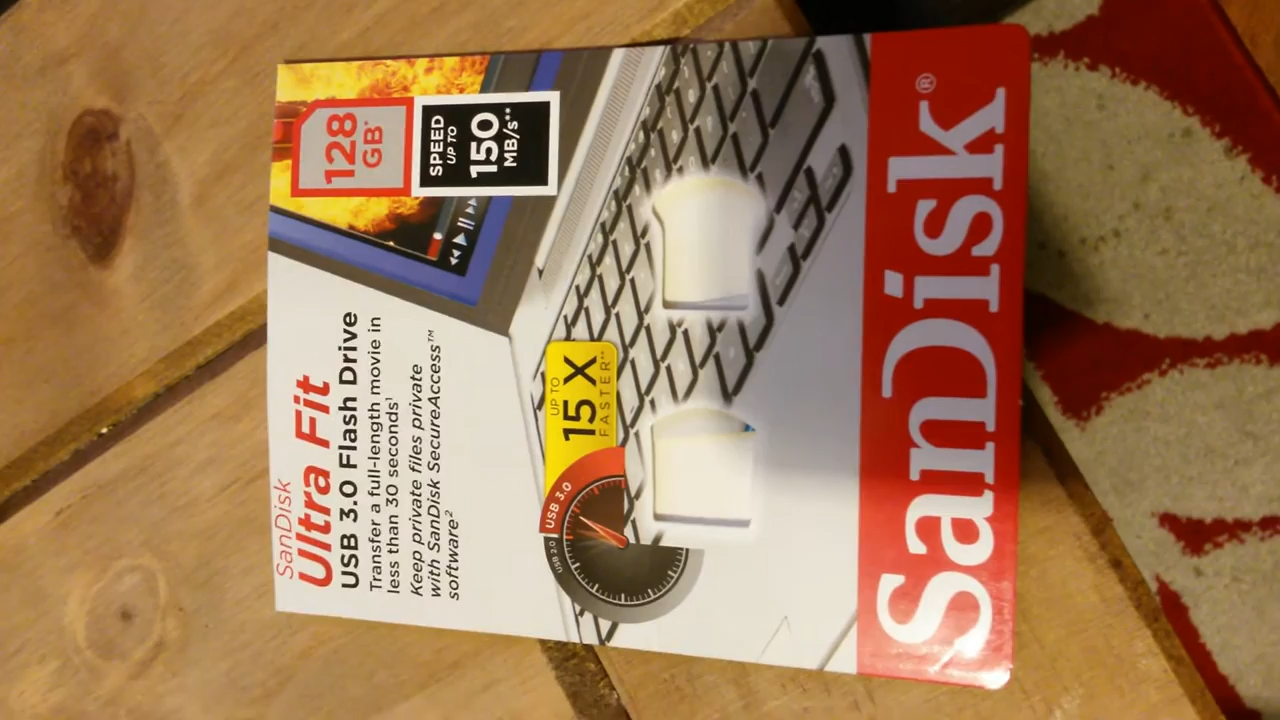 SanDisk
Ultra Fit
USB 3.0 Flash Drive
Transfer a full-length movie in
less than 30 seconds¹
Keep private files private
with SanDisk SecureAccess™
software²
128
GB*
SPEED
UP TO
150
MB/s**
UP TO
15 X
FASTER**
USB 3.0
USB 2.0
SanDisk®